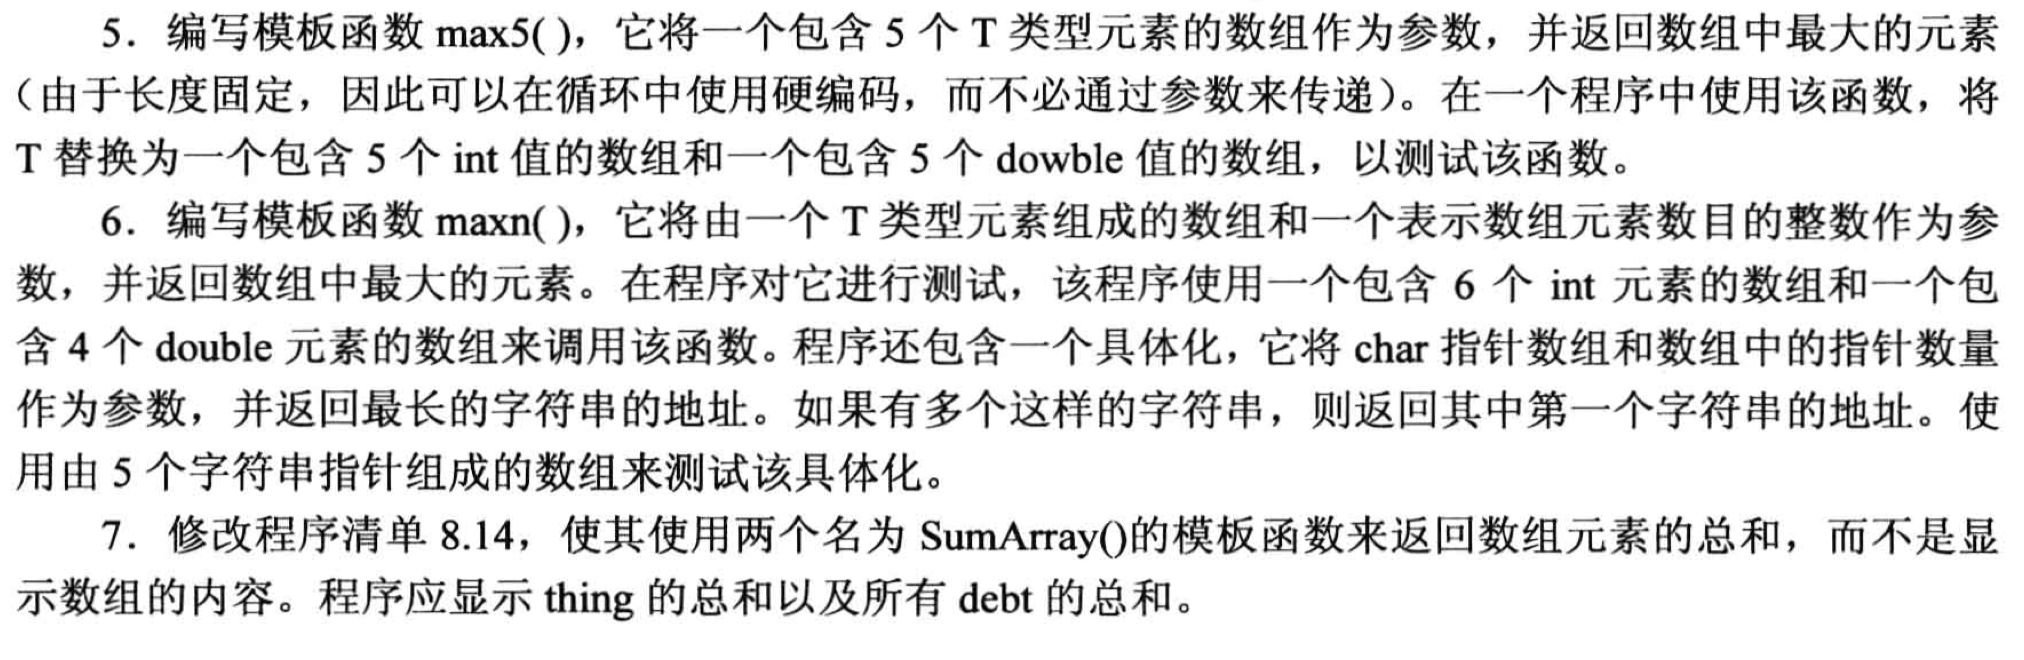 5. 编写模板函数 max5( )，它将一个包含 5 个 T 类型元素的数组作为参数，并返回数组中最大的元素
（由于长度固定，因此可以在循环中使用硬编码，而不必通过参数来传递）。在一个程序中使用该函数，将
T 替换为一个包含 5 个 int 值的数组和一个包含 5 个 dowble 值的数组，以测试该函数。
6. 编写模板函数 maxn( )，它将由一个 T 类型元素组成的数组和一个表示数组元素数目的整数作为参
数，并返回数组中最大的元素。在程序对它进行测试，该程序使用一个包含 6 个 int 元素的数组和一个包
含 4 个 double 元素的数组来调用该函数。程序还包含一个具体化，它将 char 指针数组和数组中的指针数量
作为参数，并返回最长的字符串的地址。如果有多个这样的字符串，则返回其中第一个字符串的地址。使
用由 5 个字符串指针组成的数组来测试该具体化。
7. 修改程序清单 8.14，使其使用两个名为 SumArray()的模板函数来返回数组元素的总和，而不是显
示数组的内容。程序应显示 thing 的总和以及所有 debt 的总和。